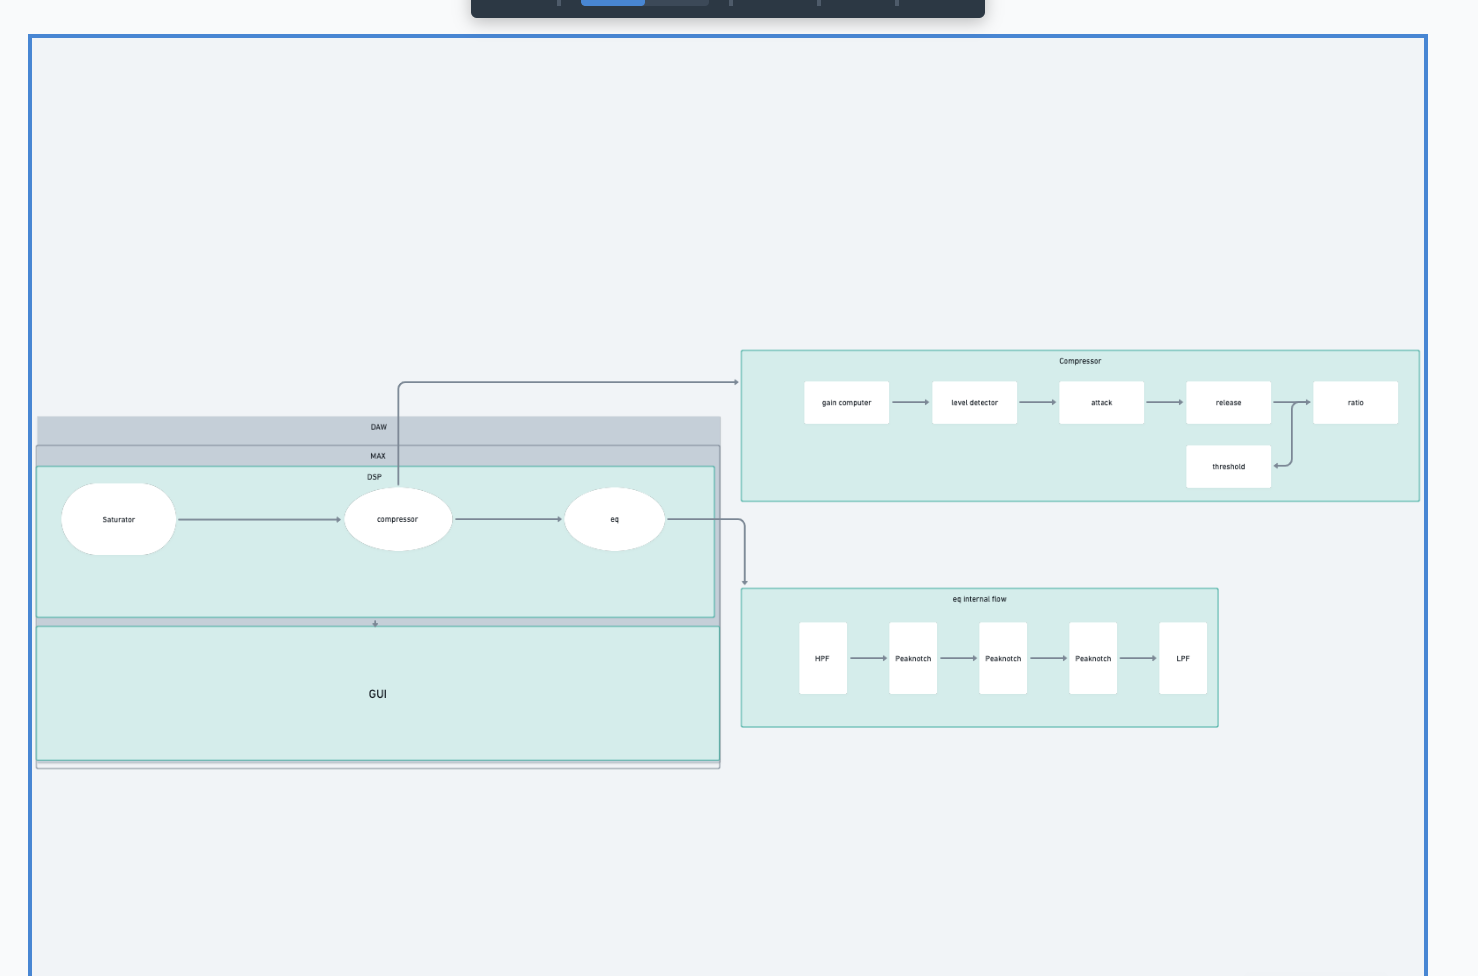 Compressor
gain computer
level detector
attack
release
ratio
threshold
DAW
MAX
DSP
Saturator
compressor
eq
eq internal flow
HPF
Peaknotch
Peaknotch
Peaknotch
LPF
GUI